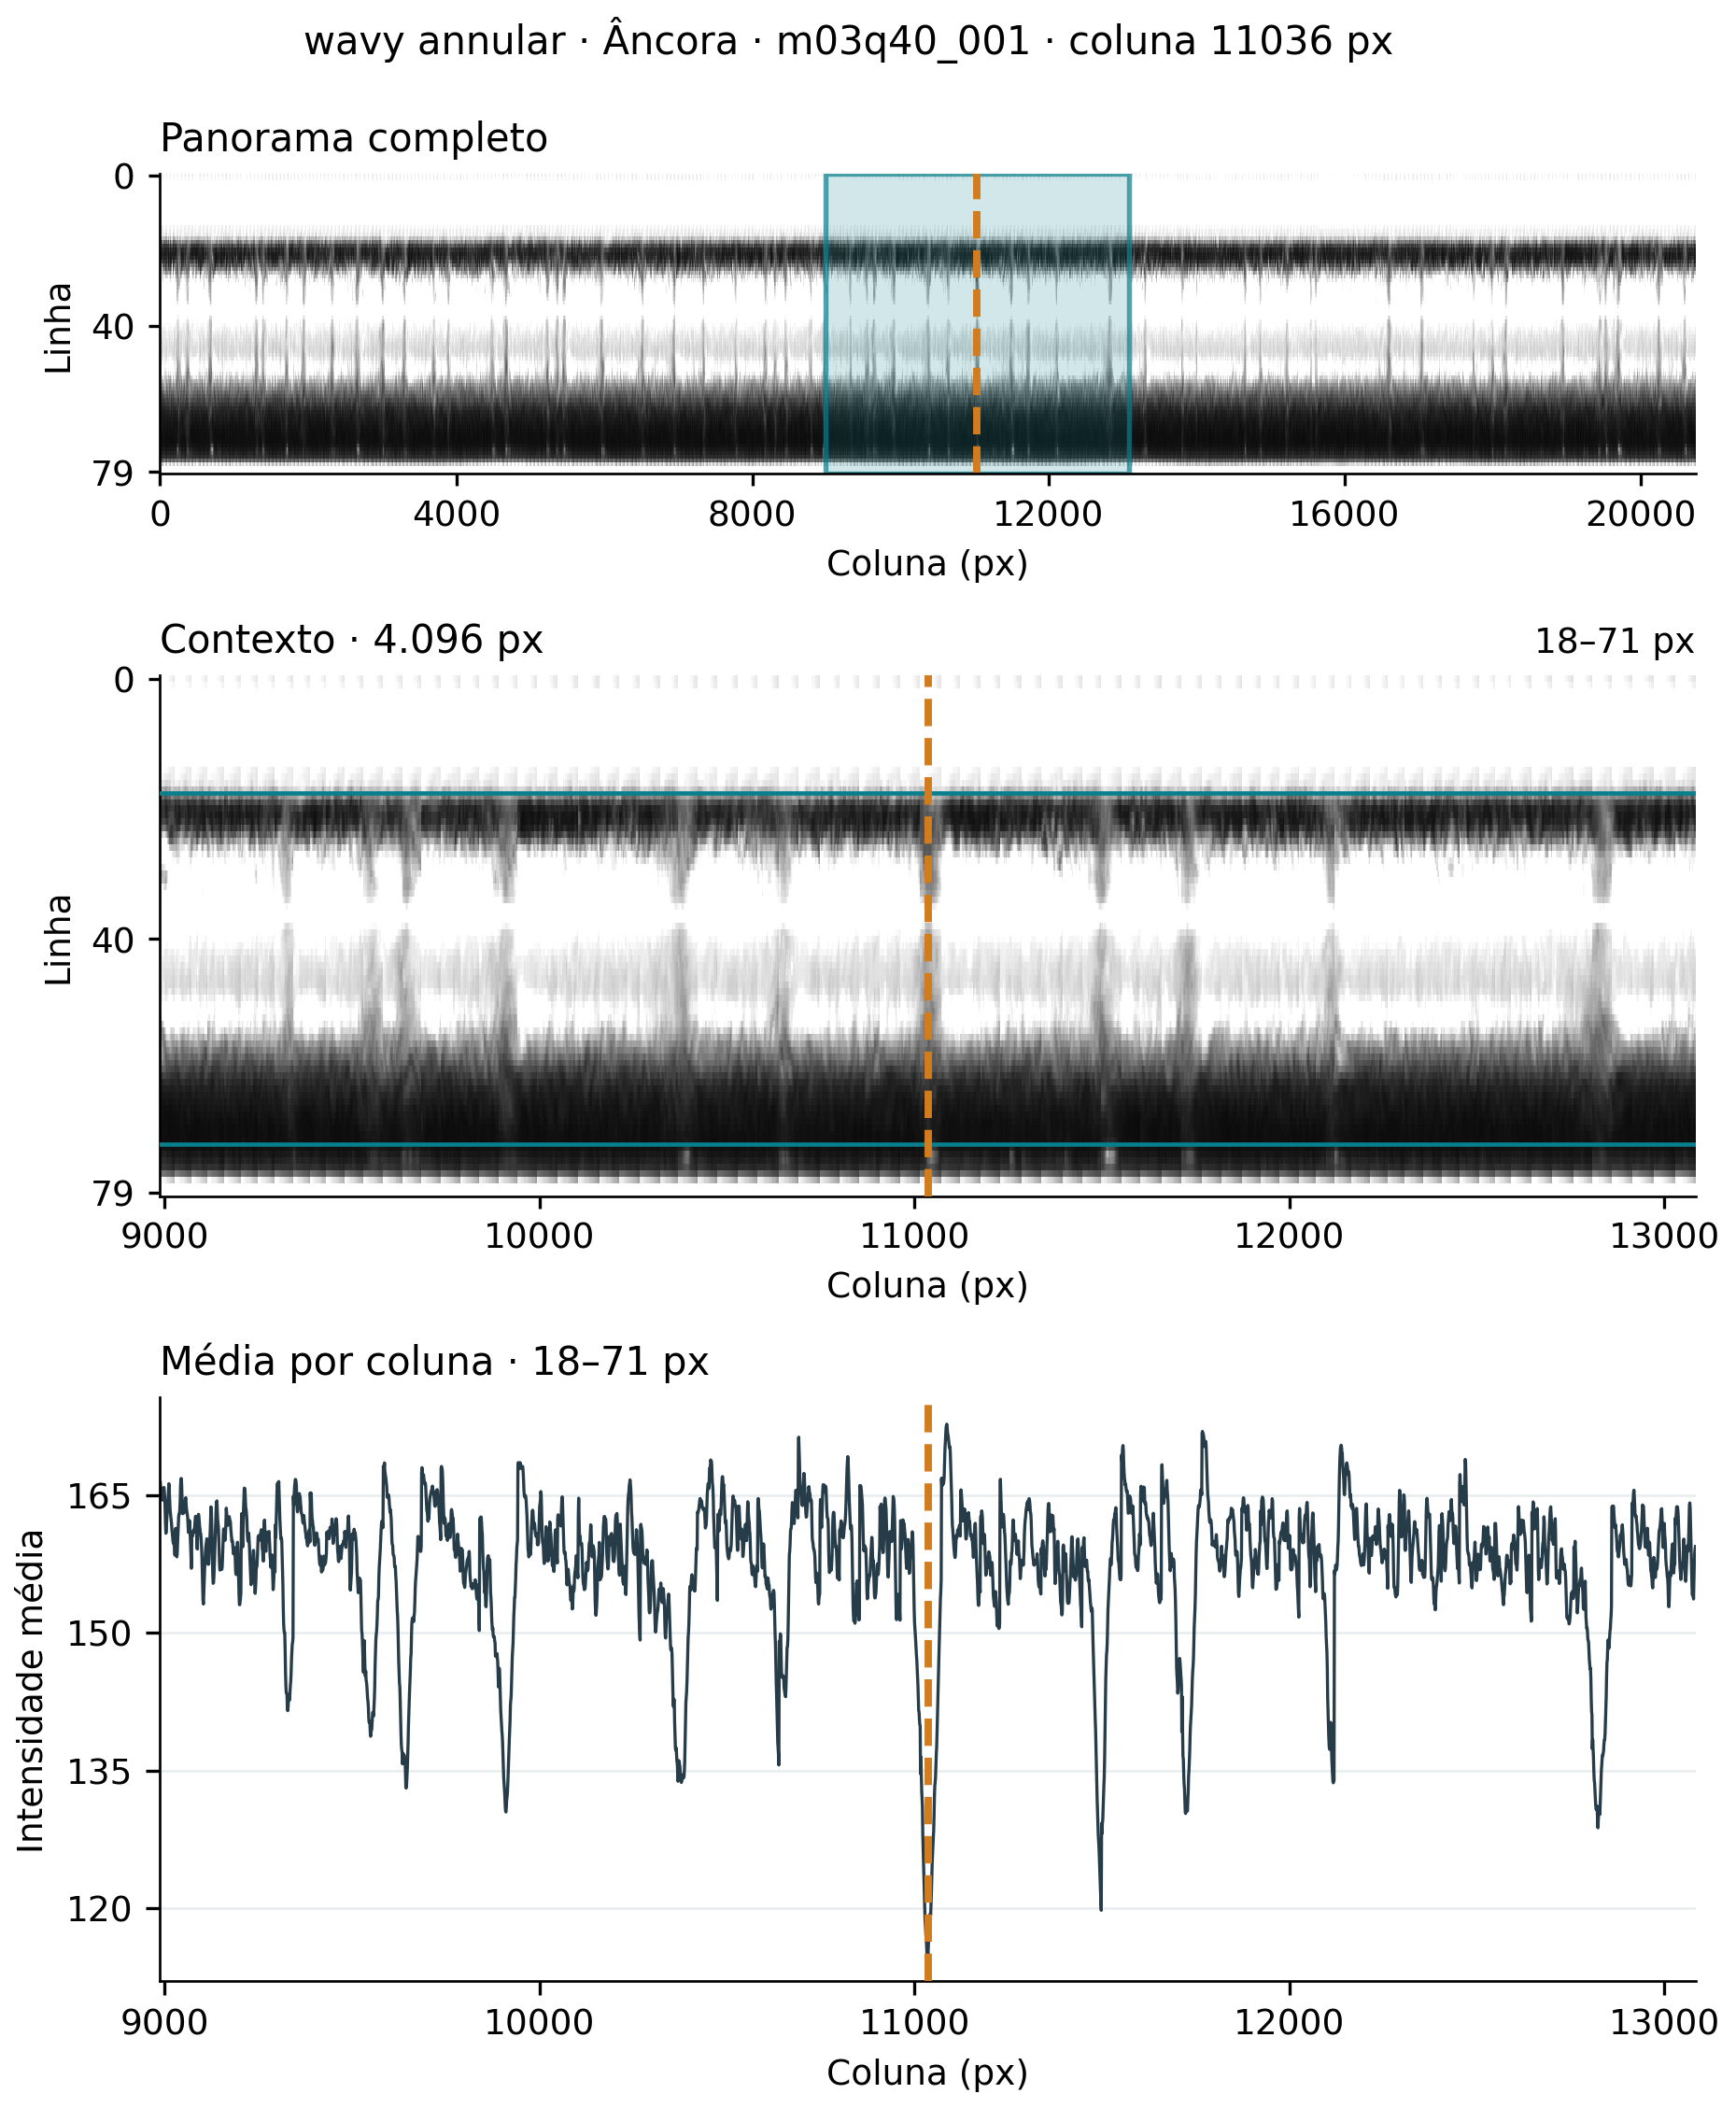 wavy annular · Âncora · m03q40_001 · coluna 11036 px
Panorama completo
0
40
79
Linha
0 4000 8000 12000 16000 20000
Coluna (px)
Contexto · 4.096 px
18–71 px
0
40
79
Linha
9000 10000 11000 12000 13000
Coluna (px)
Média por coluna · 18–71 px
165
150
135
120
Intensidade média
9000 10000 11000 12000 13000
Coluna (px)